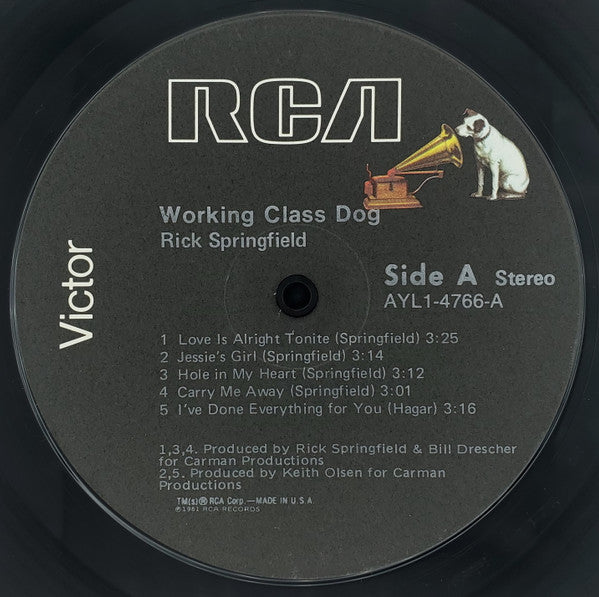 RCA
Victor
Working Class Dog
Rick Springfield
Side A Stereo
AYL1-4766-A
1 Love Is Alright Tonite (Springfield) 3:25
2 Jessie's Girl (Springfield) 3:14
3 Hole in My Heart (Springfield) 3:12
4 Carry Me Away (Springfield) 3:01
5 I've Done Everything for You (Hagar) 3:16
1,3,4. Produced by Rick Springfield & Bill Drescher
for Carman Productions
2,5. Produced by Keith Olsen for Carman
Productions
TM(s)® RCA Corp.—MADE IN U.S.A.
℗1981 RCA RECORDS